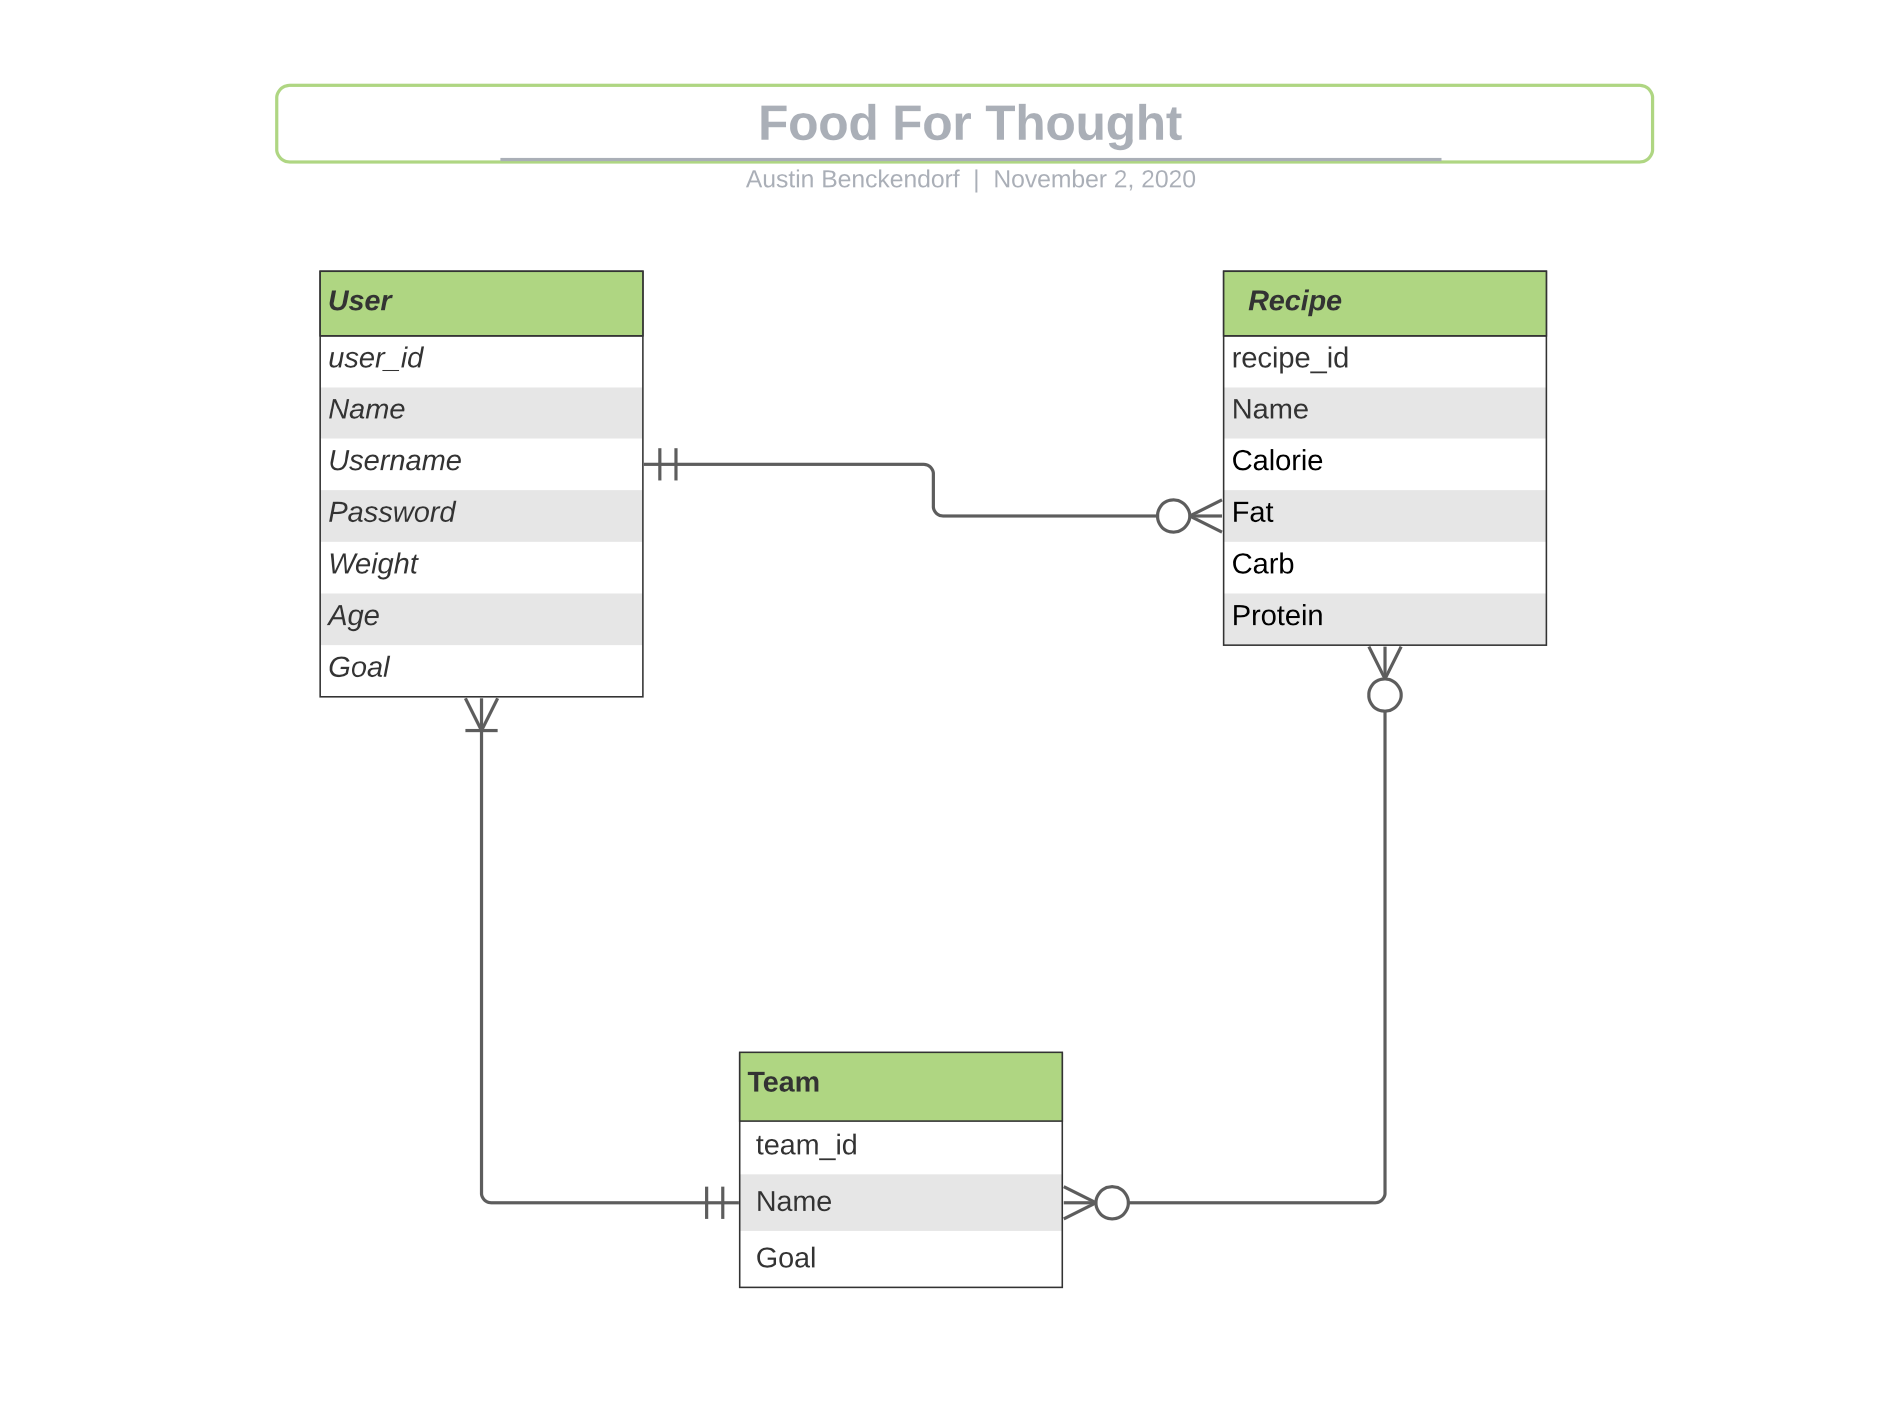 Food For Thought
Austin Benckendorf | November 2, 2020
User
user_id
Name
Username
Password
Weight
Age
Goal
Recipe
recipe_id
Name
Calorie
Fat
Carb
Protein
Team
team_id
Name
Goal